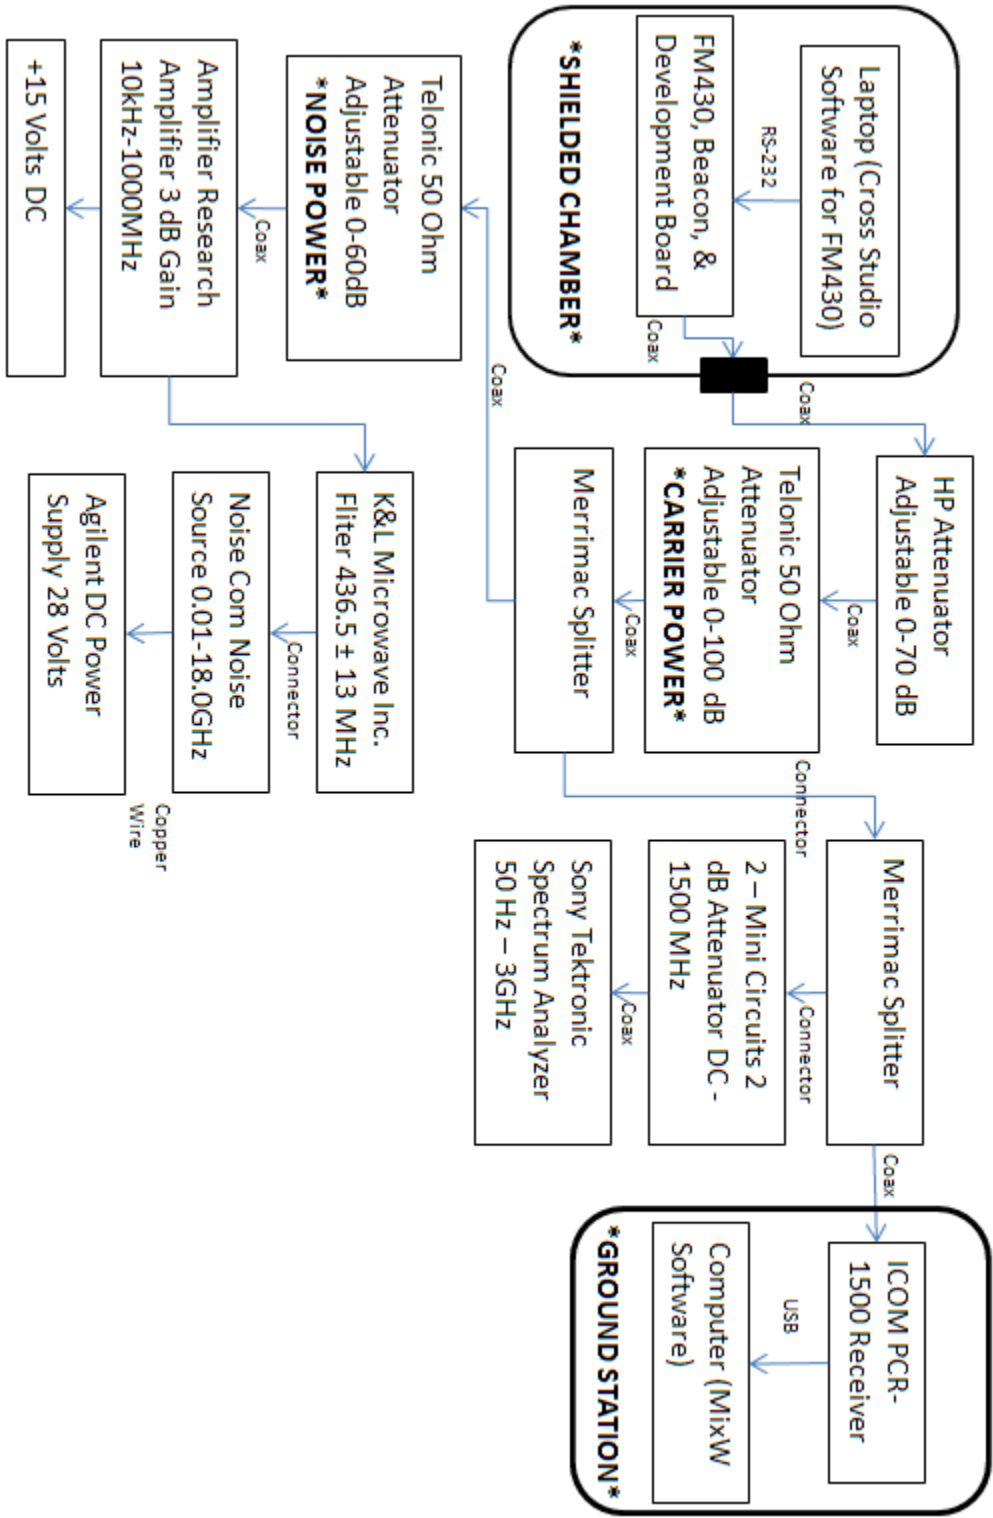 Laptop (Cross Studio
Software for FM430)
RS-232
FM430, Beacon, &
Development Board
*SHIELDED CHAMBER*
Coax
Coax
HP Attenuator
Adjustable 0-70 dB
Coax
Telonic 50 Ohm
Attenuator
Adjustable 0-100 dB
*CARRIER POWER*
Coax
Merrimac Splitter
Connector
Merrimac Splitter
Connector
2 – Mini Circuits 2
dB Attenuator DC -
1500 MHz
Coax
Sony Tektronic
Spectrum Analyzer
50 Hz – 3GHz
Coax
ICOM PCR-
1500 Receiver
USB
Computer (MixW
Software)
*GROUND STATION*
Coax
Telonic 50 Ohm
Attenuator
Adjustable 0-60dB
*NOISE POWER*
Coax
Amplifier Research
Amplifier 3 dB Gain
10kHz-1000MHz
+15 Volts DC
K&L Microwave Inc.
Fliter 436.5 ± 13 MHz
Connector
Noise Com Noise
Source 0.01-18.0GHz
Copper
Wire
Agilent DC Power
Supply 28 Volts